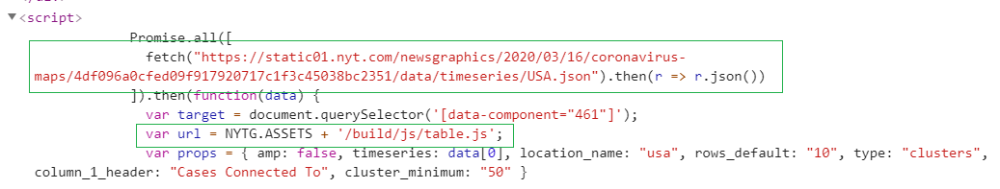 ▼<script>
Promise.all([
fetch("https://static01.nyt.com/newsgraphics/2020/03/16/coronavirus-
maps/4df096a0cfed09f917920717c1f3c45038bc2351/data/timeseries/USA.json").then(r => r.json())
]).then(function(data) {
var target = document.querySelector('[data-component="461"]');
var url = NYTG.ASSETS + '/build/js/table.js';
var props = { amp: false, timeseries: data[0], location_name: "usa", rows_default: "10", type: "clusters",
column_1_header: "Cases Connected To", cluster_minimum: "50" }